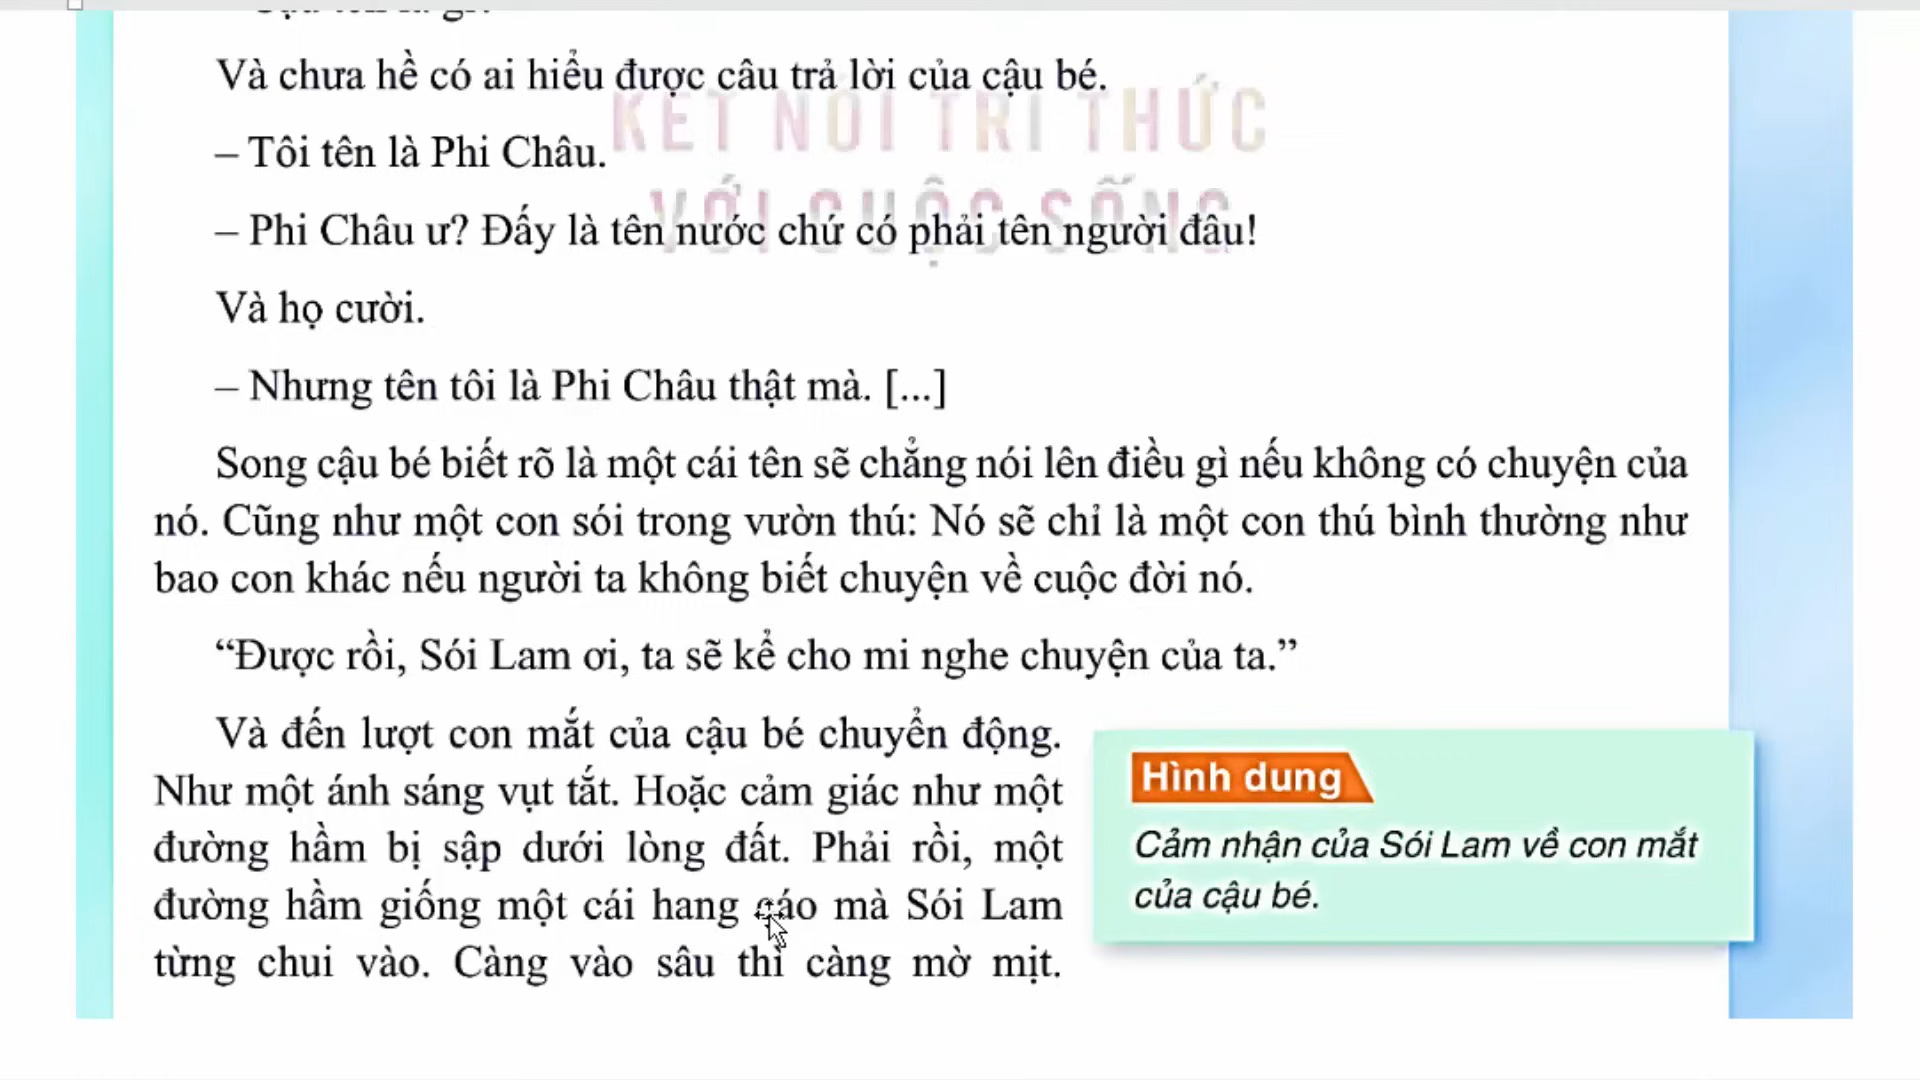 Và chưa hề có ai hiểu được câu trả lời của cậu bé.
KẾT NỐI TRI THỨC
– Tôi tên là Phi Châu.
VỚI CUỘC SỐNG
– Phi Châu ư? Đấy là tên nước chứ có phải tên người đâu!
Và họ cười.
– Nhưng tên tôi là Phi Châu thật mà. [...]
Song cậu bé biết rõ là một cái tên sẽ chẳng nói lên điều gì nếu không có chuyện của
nó. Cũng như một con sói trong vườn thú: Nó sẽ chỉ là một con thú bình thường như
bao con khác nếu người ta không biết chuyện về cuộc đời nó.
“Được rồi, Sói Lam ơi, ta sẽ kể cho mi nghe chuyện của ta.”
Và đến lượt con mắt của cậu bé chuyển động.
Như một ánh sáng vụt tắt. Hoặc cảm giác như một
đường hầm bị sập dưới lòng đất. Phải rồi, một
đường hầm giống một cái hang cáo mà Sói Lam
từng chui vào. Càng vào sâu thì càng mờ mịt.
Hình dung
Cảm nhận của Sói Lam về con mắt
của cậu bé.